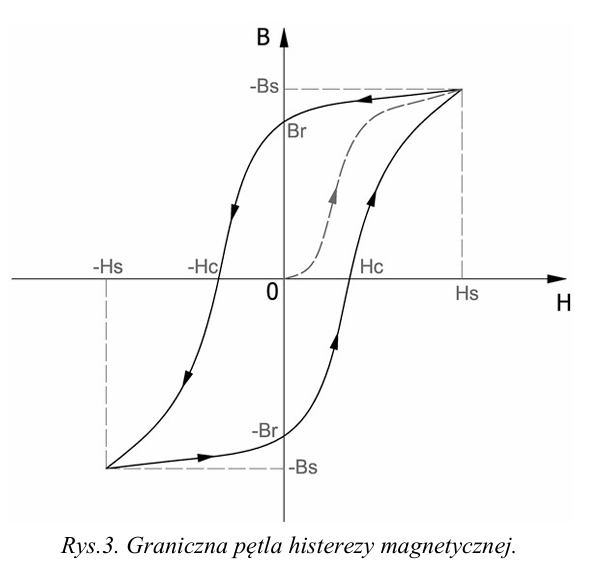 B
-Bs
Br
-Hs
-Hc
Hc
0
Hs
H
-Br
-Bs
Rys.3. Graniczna pętla histerezy magnetycznej.